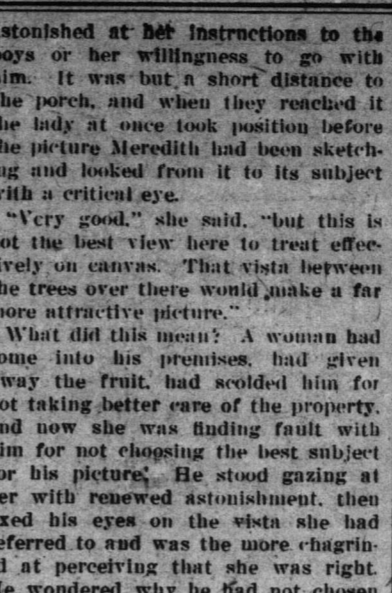 stonished at her instructions to the
oys or her willingness to go with
im. It was but a short distance to
he porch, and when they reached it
he lady at once took position before
he picture Meredith had been sketch-
ng and looked from it to its subject
ith a critical eye.
"Very good," she said, "but this is
ot the best view here to treat effec-
ively on canvas. That vista between
he trees over there would make a far
ore attractive picture."
What did this mean? A woman had
ome into his premises, had given
way the fruit, had scolded him for
ot taking better care of the property,
nd now she was finding fault with
im for not choosing the best subject
or his picture. He stood gazing at
er with renewed astonishment, then
xed his eyes on the vista she had
eferred to and was the more chagrin-
d at perceiving that she was right.
e wondered why he had not chosen